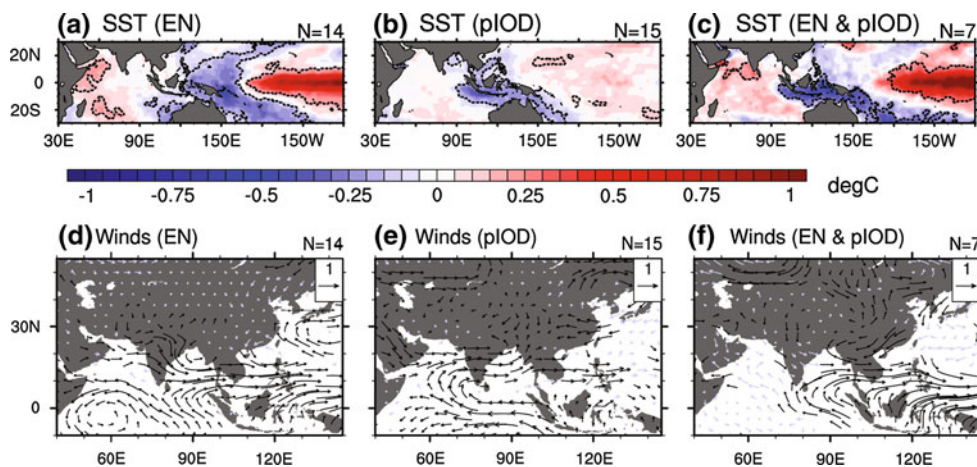 (a) SST (EN) N=14
(b) SST (pIOD) N=15
(c) SST (EN & pIOD) N=7
20N
0
20S
30E 90E 150E 150W
30E 90E 150E 150W
30E 90E 150E 150W
-1 -0.75 -0.5 -0.25 0 0.25 0.5 0.75 1 degC
(d) Winds (EN) N=14
(e) Winds (pIOD) N=15
(f) Winds (EN & pIOD) N=7
1
1
1
30N
0
60E 90E 120E
60E 90E 120E
60E 90E 120E